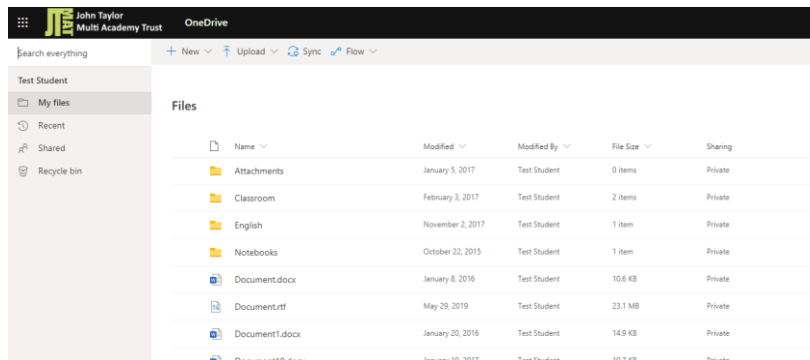 John Taylor
Multi Academy Trust
OneDrive
Search everything
New Upload Sync Flow
Test Student
My files
Recent
Shared
Recycle bin
Files
Name Modified Modified By File Size Sharing
Attachments January 5, 2017 Test Student 0 items Private
Classroom February 3, 2017 Test Student 2 items Private
English November 2, 2017 Test Student 1 item Private
Notebooks October 22, 2015 Test Student 1 item Private
Document.docx January 8, 2016 Test Student 10.6 KB Private
Document.rtf May 29, 2019 Test Student 23.1 MB Private
Document1.docx January 20, 2016 Test Student 14.9 KB Private